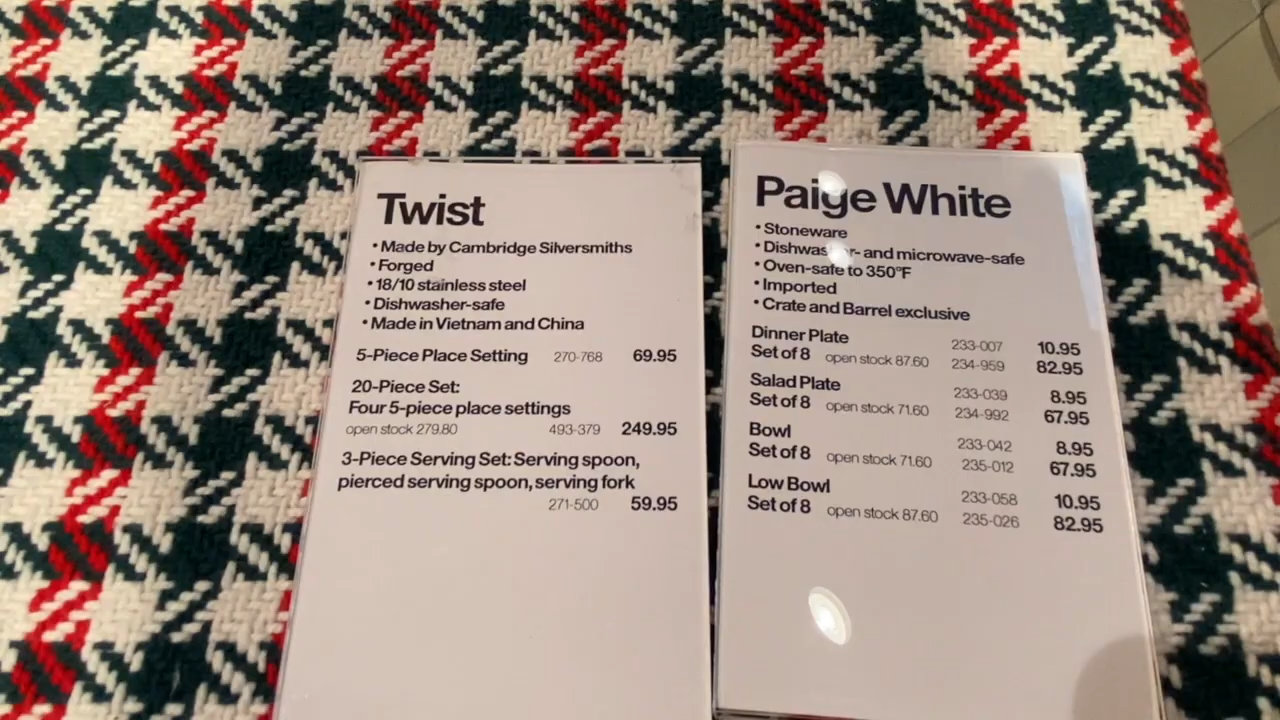 Twist
• Made by Cambridge Silversmiths
• Forged
• 18/10 stainless steel
• Dishwasher-safe
• Made in Vietnam and China
5-Piece Place Setting 270-768 69.95
20-Piece Set:
Four 5-piece place settings
open stock 279.80 493-379 249.95
3-Piece Serving Set: Serving spoon,
pierced serving spoon, serving fork
271-500 59.95
Paige White
• Stoneware
• Dishwasher- and microwave-safe
• Oven-safe to 350°F
• Imported
• Crate and Barrel exclusive
Dinner Plate 233-007 10.95
Set of 8 open stock 87.60 234-959 82.95
Salad Plate 233-039 8.95
Set of 8 open stock 71.60 234-992 67.95
Bowl 233-042 8.95
Set of 8 open stock 71.60 235-012 67.95
Low Bowl 233-058 10.95
Set of 8 open stock 87.60 235-026 82.95